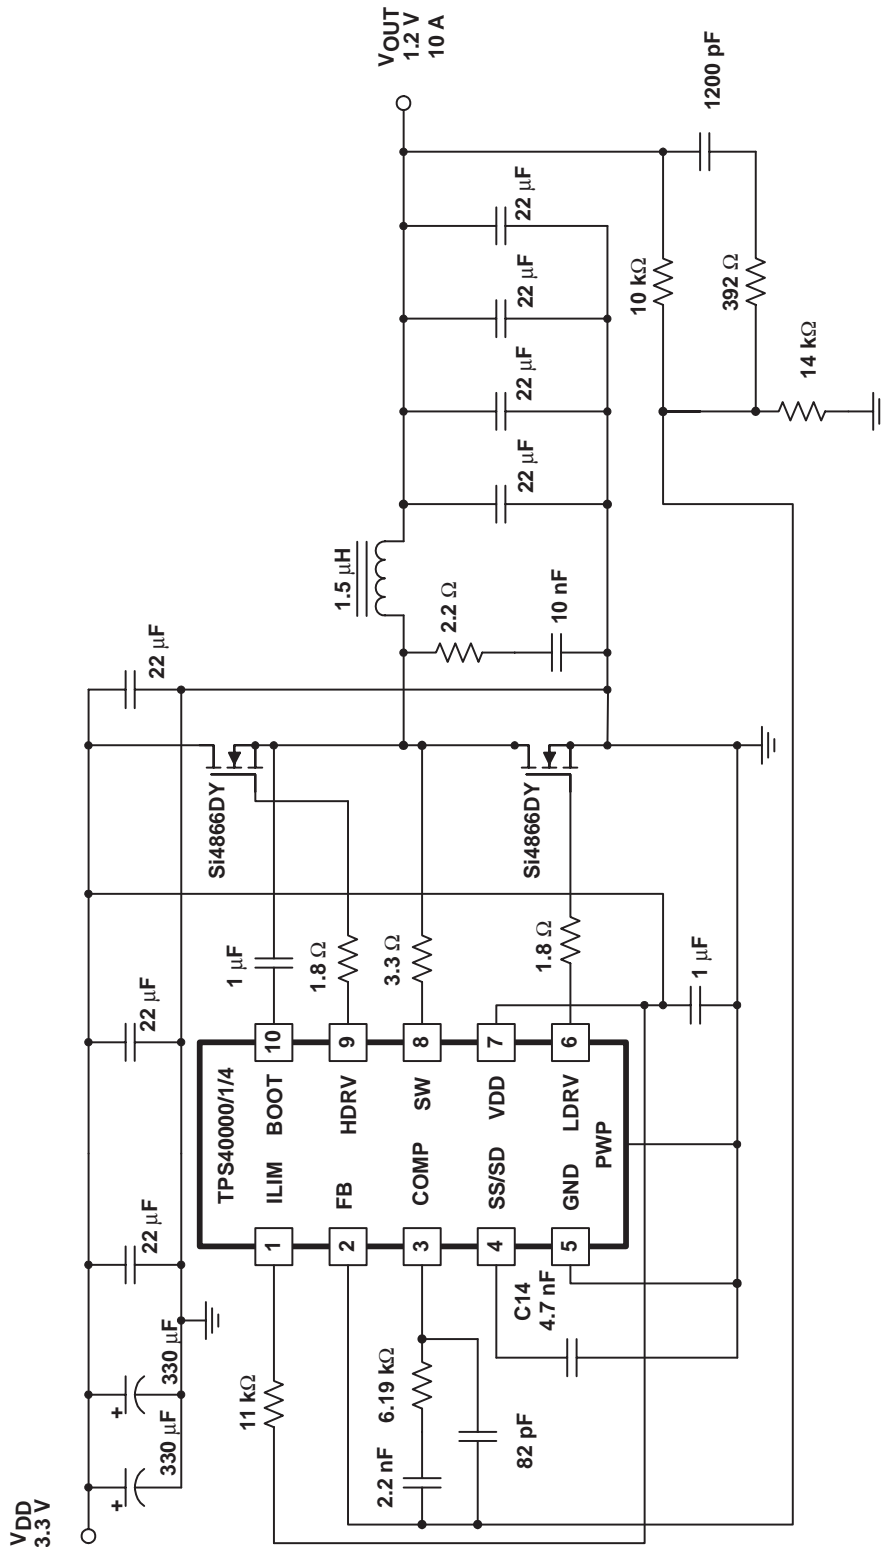 VDD
3.3 V
330 µF
330 µF
22 µF
22 µF
22 µF
11 kΩ
TPS40000/1/4
1
ILIM
BOOT
10
2
FB
HDRV
9
3
COMP
SW
8
4
SS/SD
VDD
7
5
GND
LDRV
6
PWP
1 µF
1.8 Ω
3.3 Ω
1.8 Ω
1 µF
Si4866DY
Si4866DY
2.2 nF
6.19 kΩ
82 pF
C14
4.7 nF
1.5 µH
2.2 Ω
10 nF
22 µF
22 µF
22 µF
22 µF
VOUT
1.2 V
10 A
10 kΩ
1200 pF
392 Ω
14 kΩ